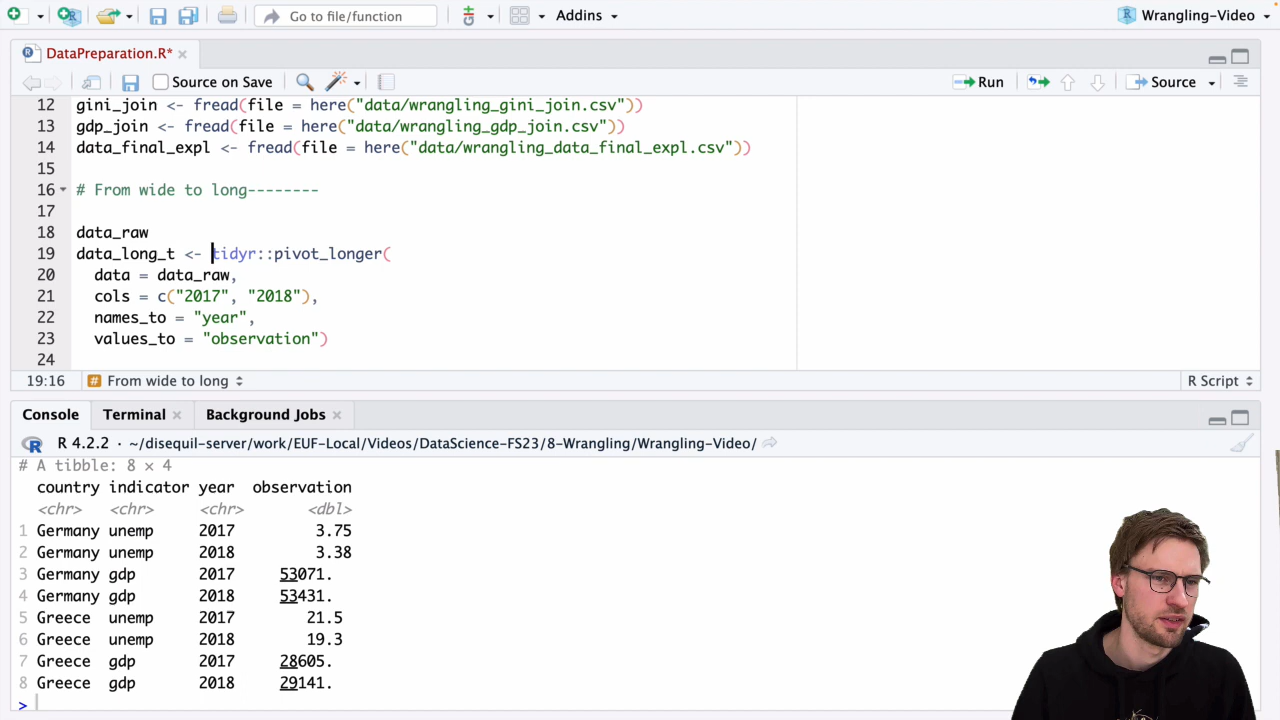 Go to file/function
Addins
Wrangling-Video
DataPreparation.R*
Source on Save
Run
Source
12 gini_join <- fread(file = here("data/wrangling_gini_join.csv"))
13 gdp_join <- fread(file = here("data/wrangling_gdp_join.csv"))
14 data_final_expl <- fread(file = here("data/wrangling_data_final_expl.csv"))
15
16 # From wide to long--------
17
18 data_raw
19 data_long_t <- tidyr::pivot_longer(
20 data = data_raw,
21 cols = c("2017", "2018"),
22 names_to = "year",
23 values_to = "observation")
24
19:16 # From wide to long R Script
Console Terminal Background Jobs
R 4.2.2 · ~/disequil-server/work/EUF-Local/Videos/DataScience-FS23/8-Wrangling/Wrangling-Video/
# A tibble: 8 × 4
country indicator year observation
<chr> <chr> <chr> <dbl>
1 Germany unemp 2017 3.75
2 Germany unemp 2018 3.38
3 Germany gdp 2017 53071.
4 Germany gdp 2018 53431.
5 Greece unemp 2017 21.5
6 Greece unemp 2018 19.3
7 Greece gdp 2017 28605.
8 Greece gdp 2018 29141.
>